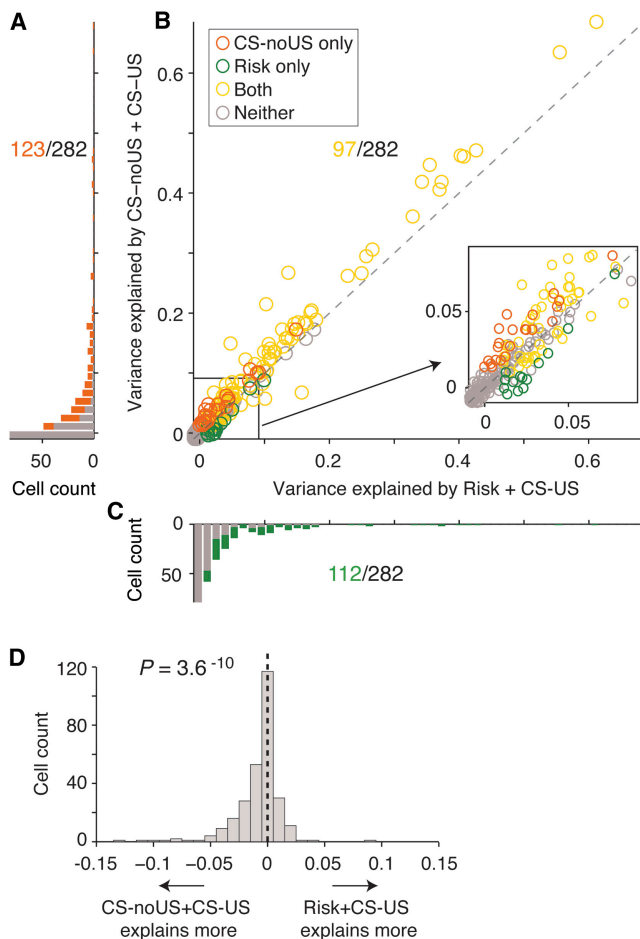 A
B
CS-noUS only
Risk only
Both
Neither
123/282
97/282
Variance explained by CS−noUS + CS−US
0.6
0.4
0.2
0
0.05
0
0
0.05
50
0
Cell count
0
0.2
0.4
0.6
Variance explained by Risk + CS-US
C
0
50
Cell count
112/282
D
P = 3.6 -10
120
80
40
0
Cell count
-0.15
−0.1
−0.05
0
0.05
0.1
0.15
CS-noUS+CS-US
explains more
Risk+CS-US
explains more